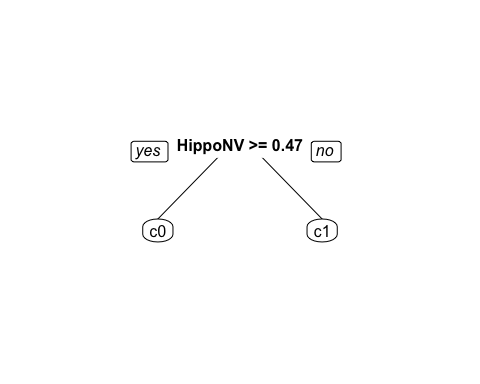 yes HippoNV >= 0.47 no
c0 c1